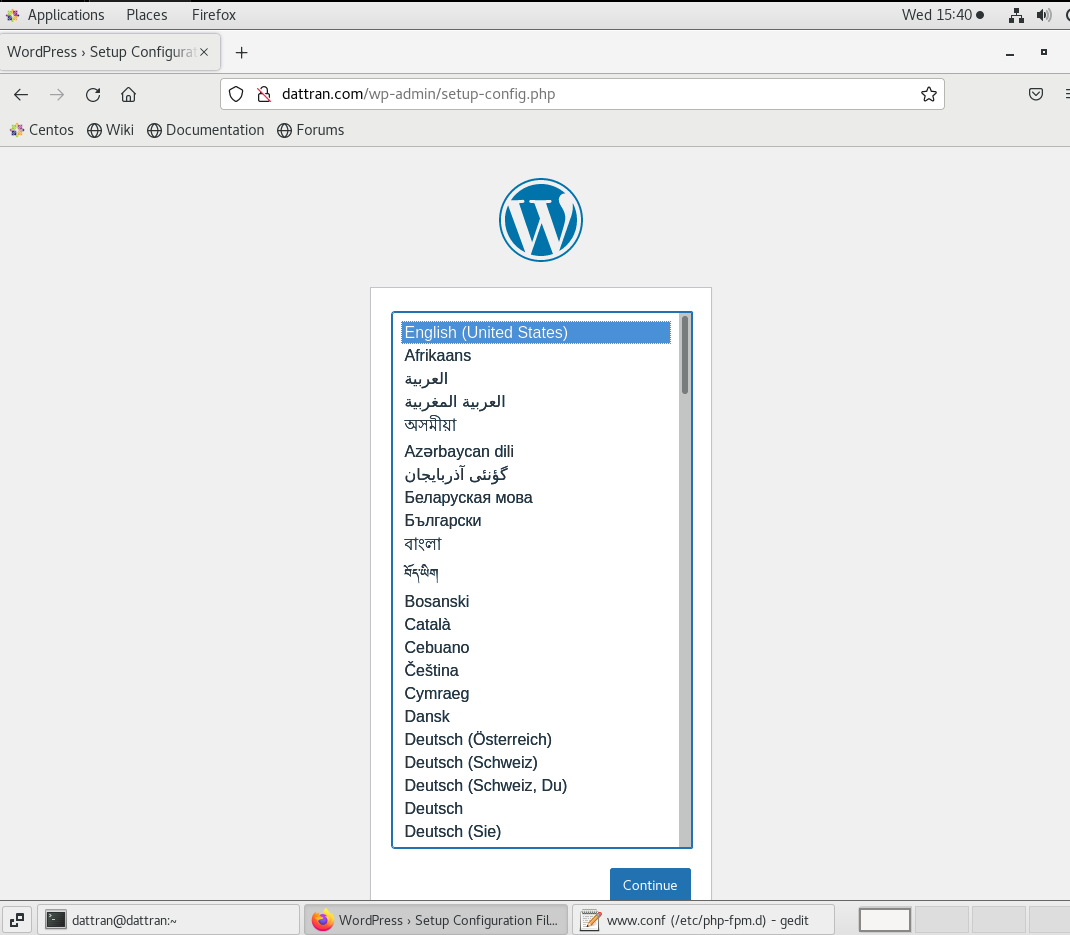 Applications Places Firefox Wed 15:40
WordPress › Setup Configurat
dattran.com/wp-admin/setup-config.php
Centos Wiki Documentation Forums
English (United States)
Afrikaans
العربية
العربية المغربية
অসমীয়া
Azərbaycan dili
گؤنئی آذربایجان
Беларуская мова
Български
বাংলা
བོད་ཡིག
Bosanski
Català
Cebuano
Čeština
Cymraeg
Dansk
Deutsch (Österreich)
Deutsch (Schweiz)
Deutsch (Schweiz, Du)
Deutsch
Deutsch (Sie)
Continue
dattran@dattran:~ WordPress › Setup Configuration Fil... www.conf (/etc/php-fpm.d) - gedit